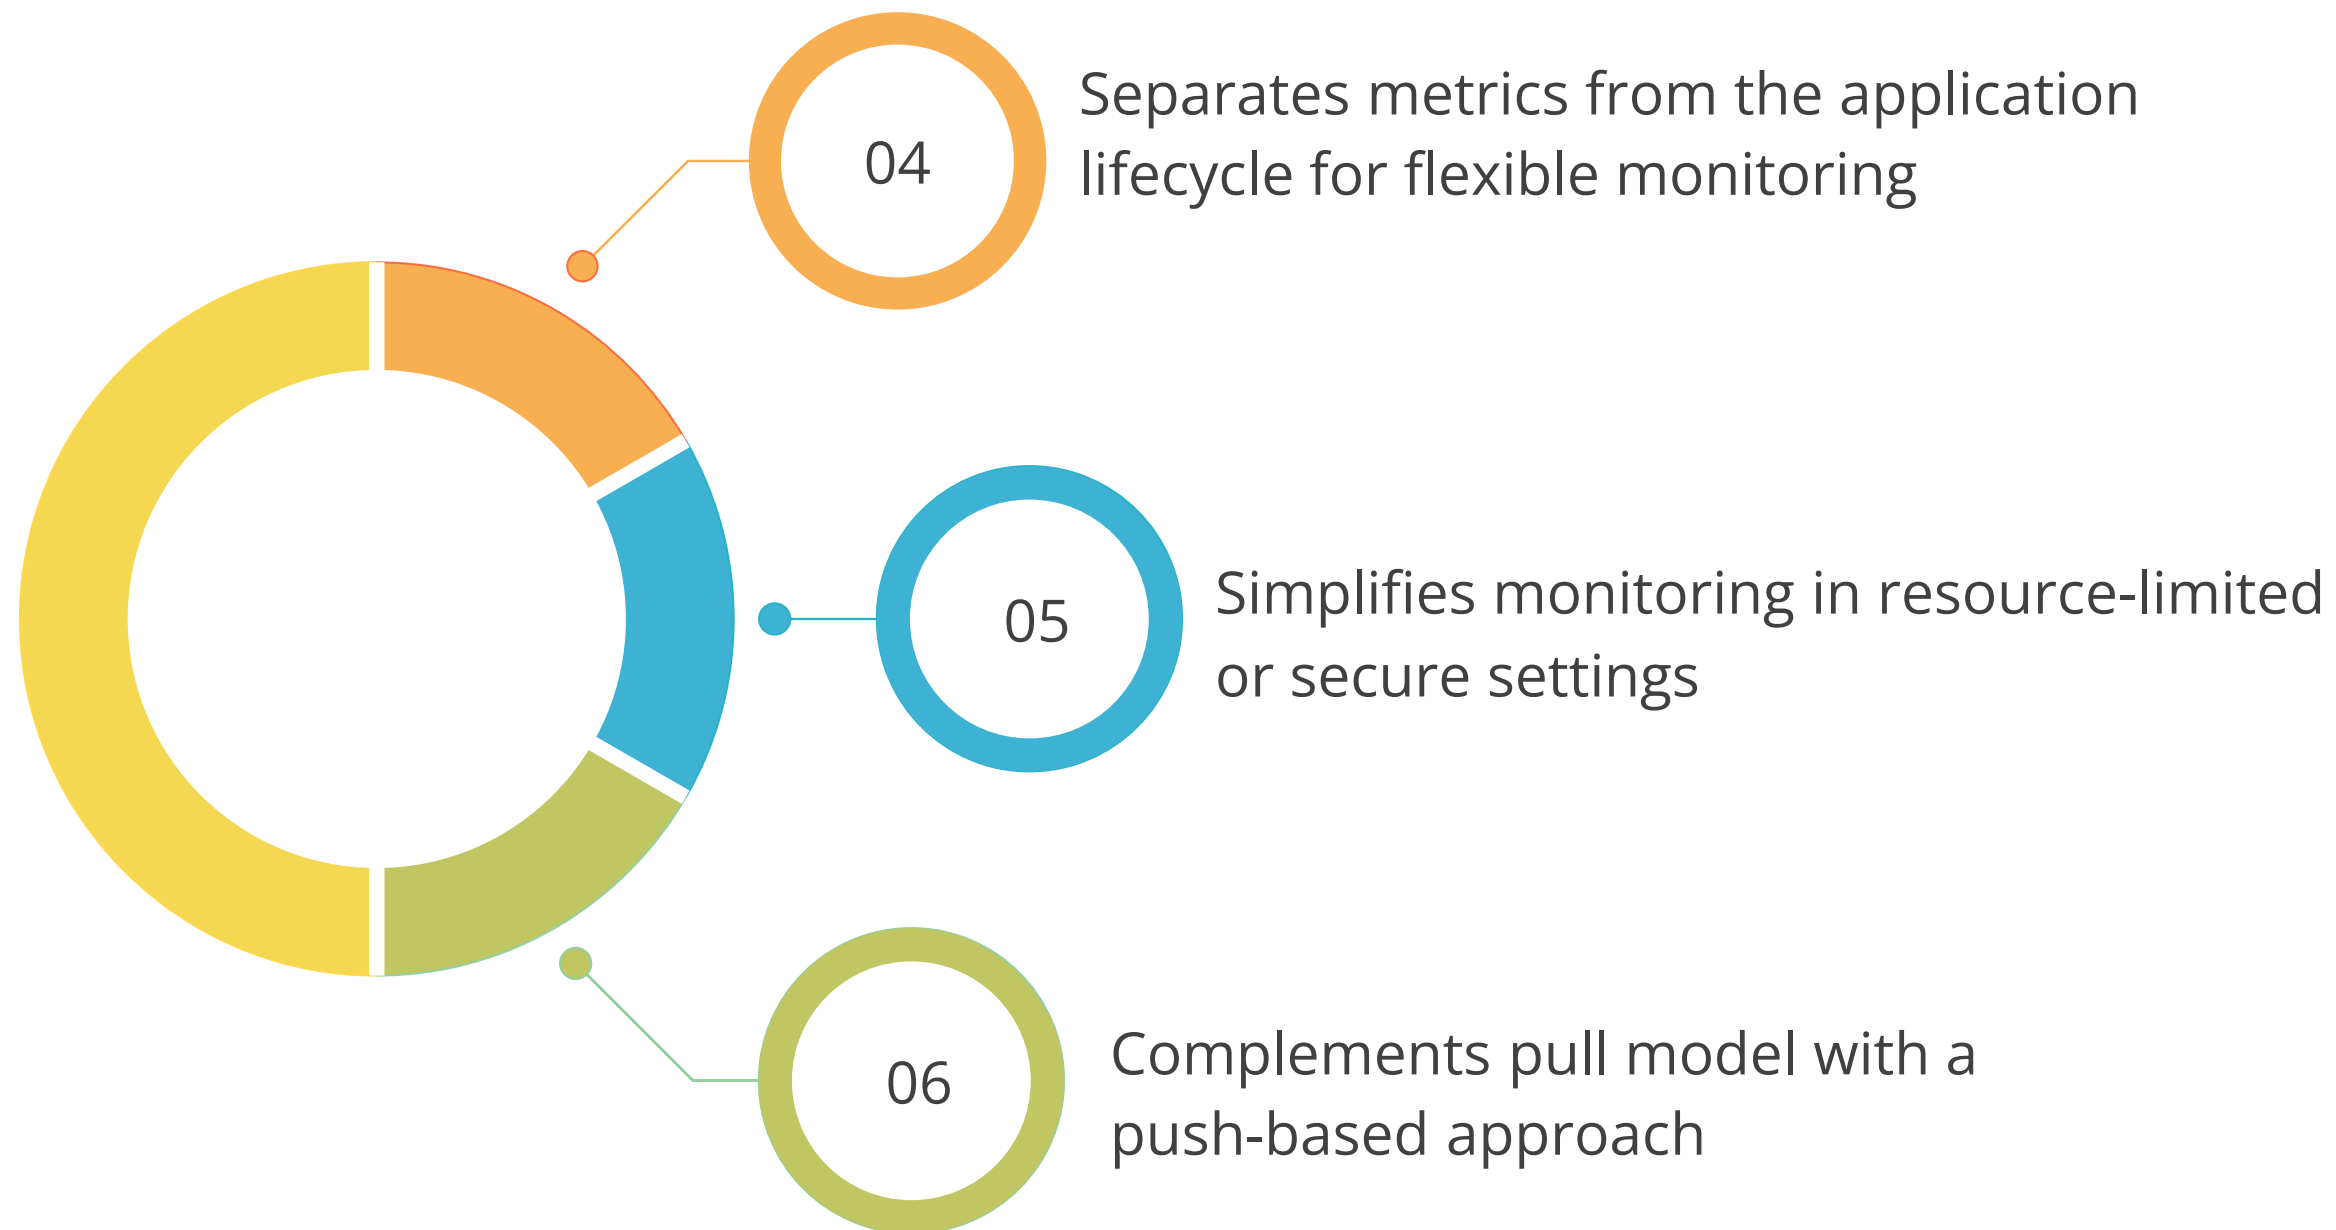 04
Separates metrics from the application
lifecycle for flexible monitoring
05
Simplifies monitoring in resource-limited
or secure settings
06
Complements pull model with a
push-based approach